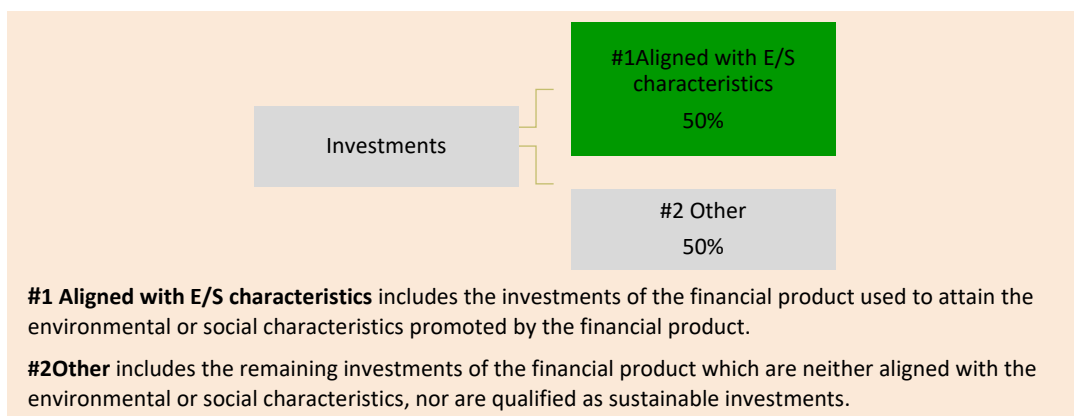 #1Aligned with E/S
characteristics
50%
Investments
#2 Other
50%
#1 Aligned with E/S characteristics includes the investments of the financial product used to attain the
environmental or social characteristics promoted by the financial product.
#2Other includes the remaining investments of the financial product which are neither aligned with the
environmental or social characteristics, nor are qualified as sustainable investments.